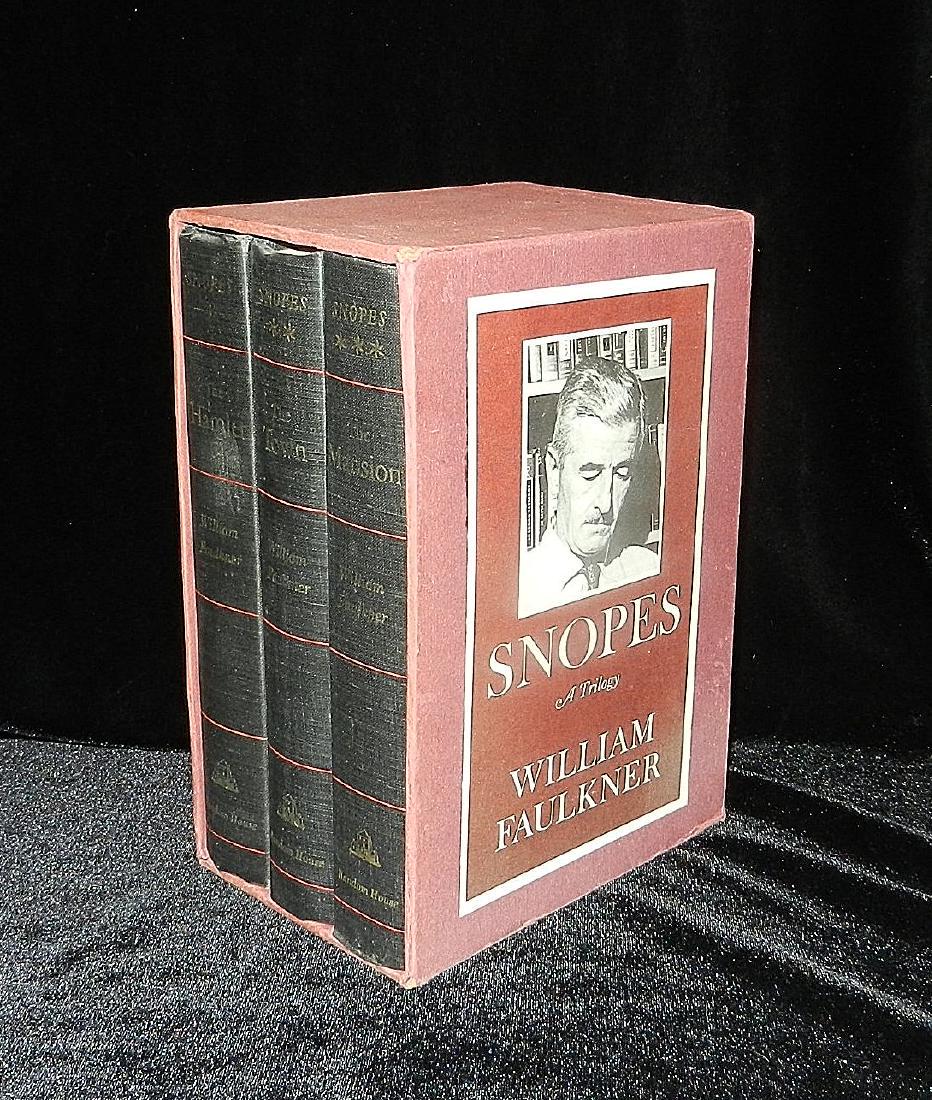 SNOPES
The
Hamlet
William
Faulkner
Random House
SNOPES
**
The
Town
William
Faulkner
Random House
SNOPES
***
The
Mansion
William
Faulkner
Random House
SNOPES
A Trilogy
WILLIAM
FAULKNER